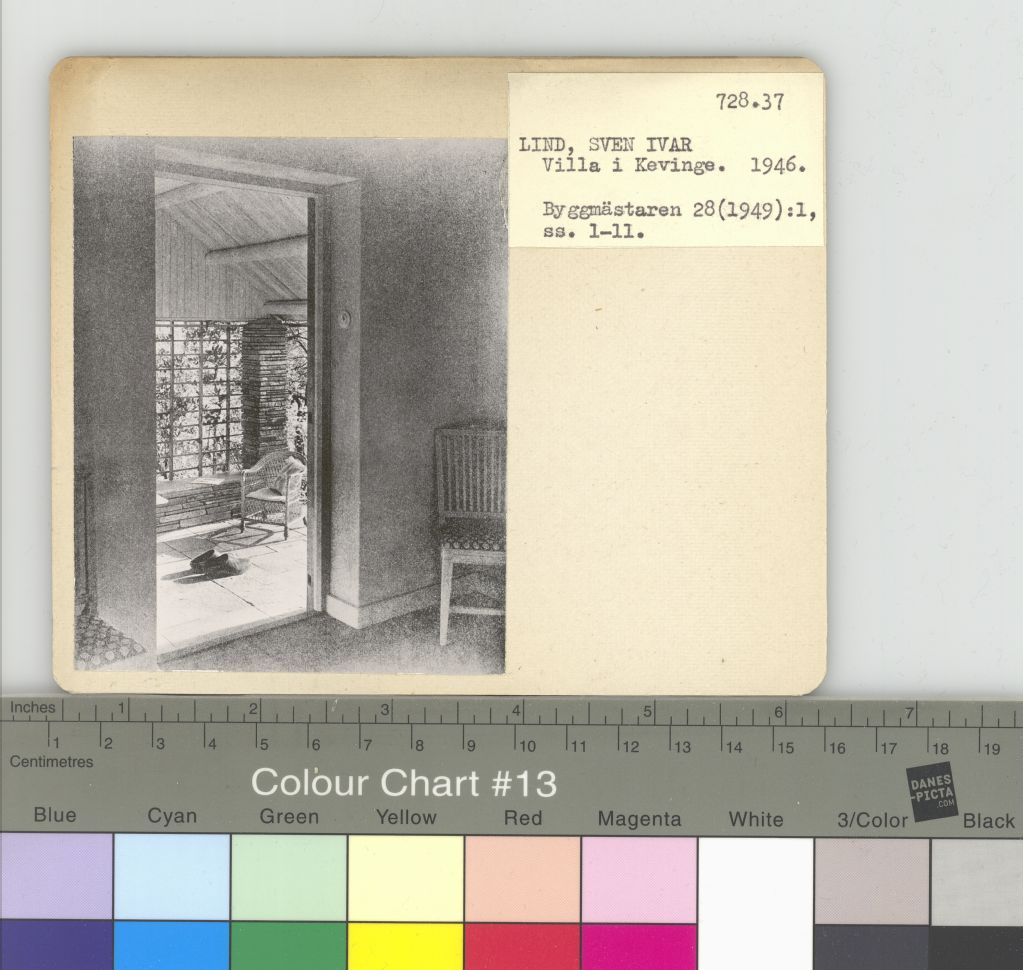 728.37
LIND, SVEN IVAR
Villa i Kevinge. 1946.
Byggmästaren 28(1949):1,
ss. 1-11.
Inches 1 2 3 4 5 6 7
1 2 3 4 5 6 7 8 9 10 11 12 13 14 15 16 17 18 19
Centimetres
Colour Chart #13
DANES
-PICTA
.COM
Blue Cyan Green Yellow Red Magenta White 3/Color Black